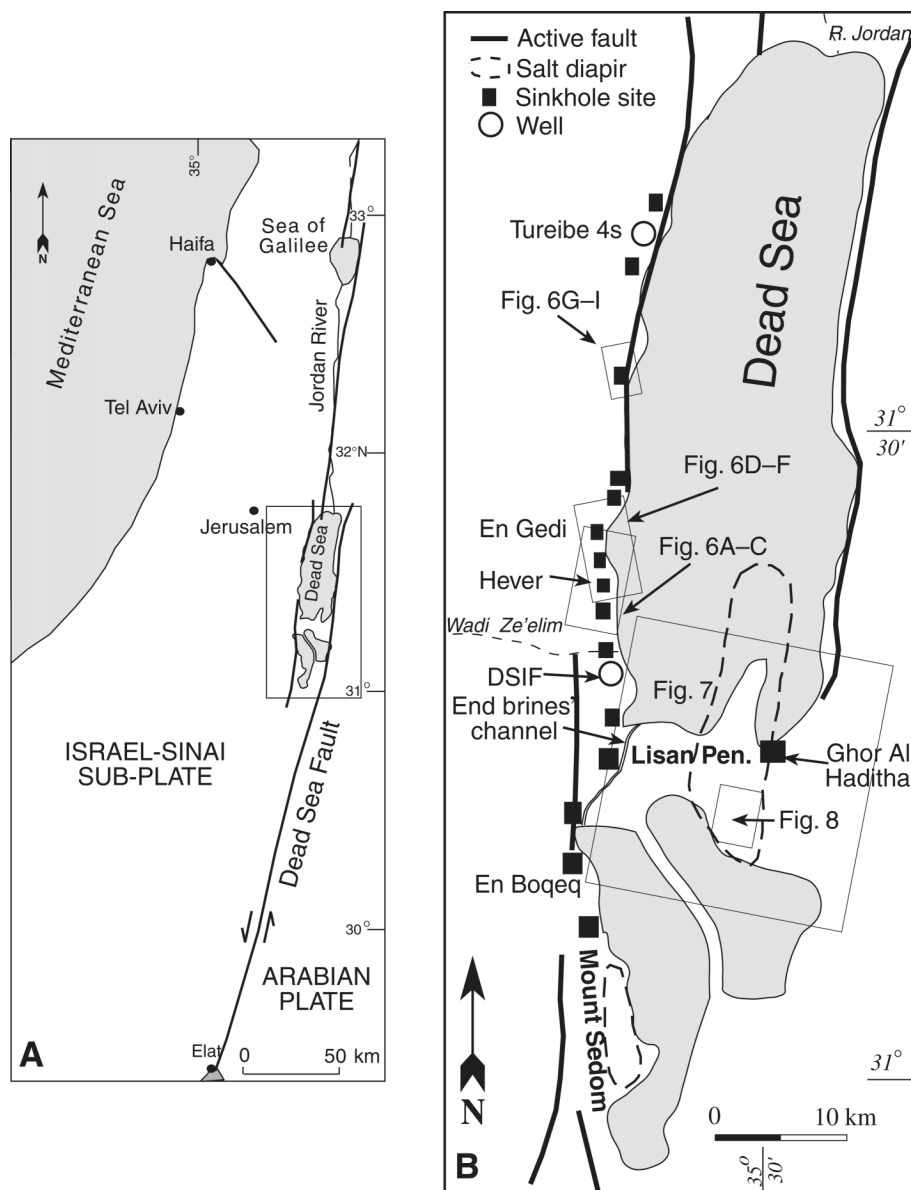 35°
Mediterranean Sea
N
Haifa
Sea of
Galilee
33°
Jordan River
Tel Aviv
32°N
Jerusalem
Dead Sea
31°
ISRAEL-SINAI
SUB-PLATE
Dead Sea Fault
30°
ARABIAN
PLATE
A
Elat
0 50 km
Active fault
Salt diapir
Sinkhole site
Well
R. Jordan
Tureibe 4s
Dead Sea
Fig. 6G–I
31°
30'
Fig. 6D–F
En Gedi
Fig. 6A–C
Hever
Wadi Ze'elim
DSIF
Fig. 7
End brines'
channel
Lisan Pen.
Ghor Al
Haditha
Fig. 8
En Boqeq
Mount Sedom
N
31°
0 10 km
B
35°
30'